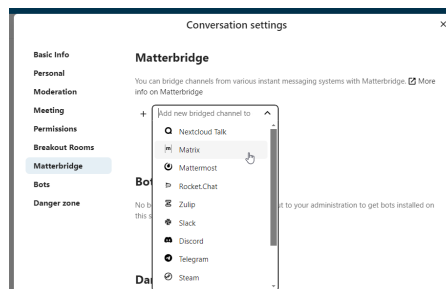 Conversation settings
×
Basic Info
Personal
Moderation
Meeting
Permissions
Breakout Rooms
Matterbridge
Bots
Danger zone
Matterbridge
You can bridge channels from various instant messaging systems with Matterbridge. More
info on Matterbridge
+ Add new bridged channel to
Nextcloud Talk
[m] Matrix
Mattermost
Rocket.Chat
Zulip
Slack
Discord
Telegram
Steam
Bot
No b
ut to your administration to get bots installed on
this s
Dan